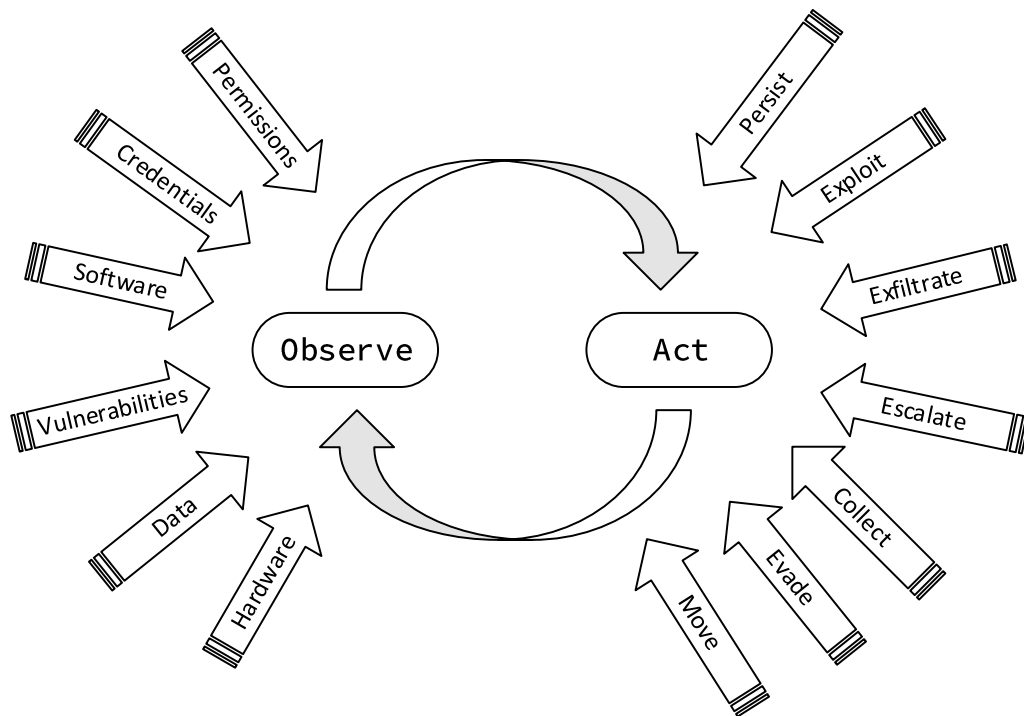 Permissions
Credentials
Software
Vulnerabilities
Data
Hardware
Observe
Act
Persist
Exploit
Exfiltrate
Escalate
Collect
Evade
Move